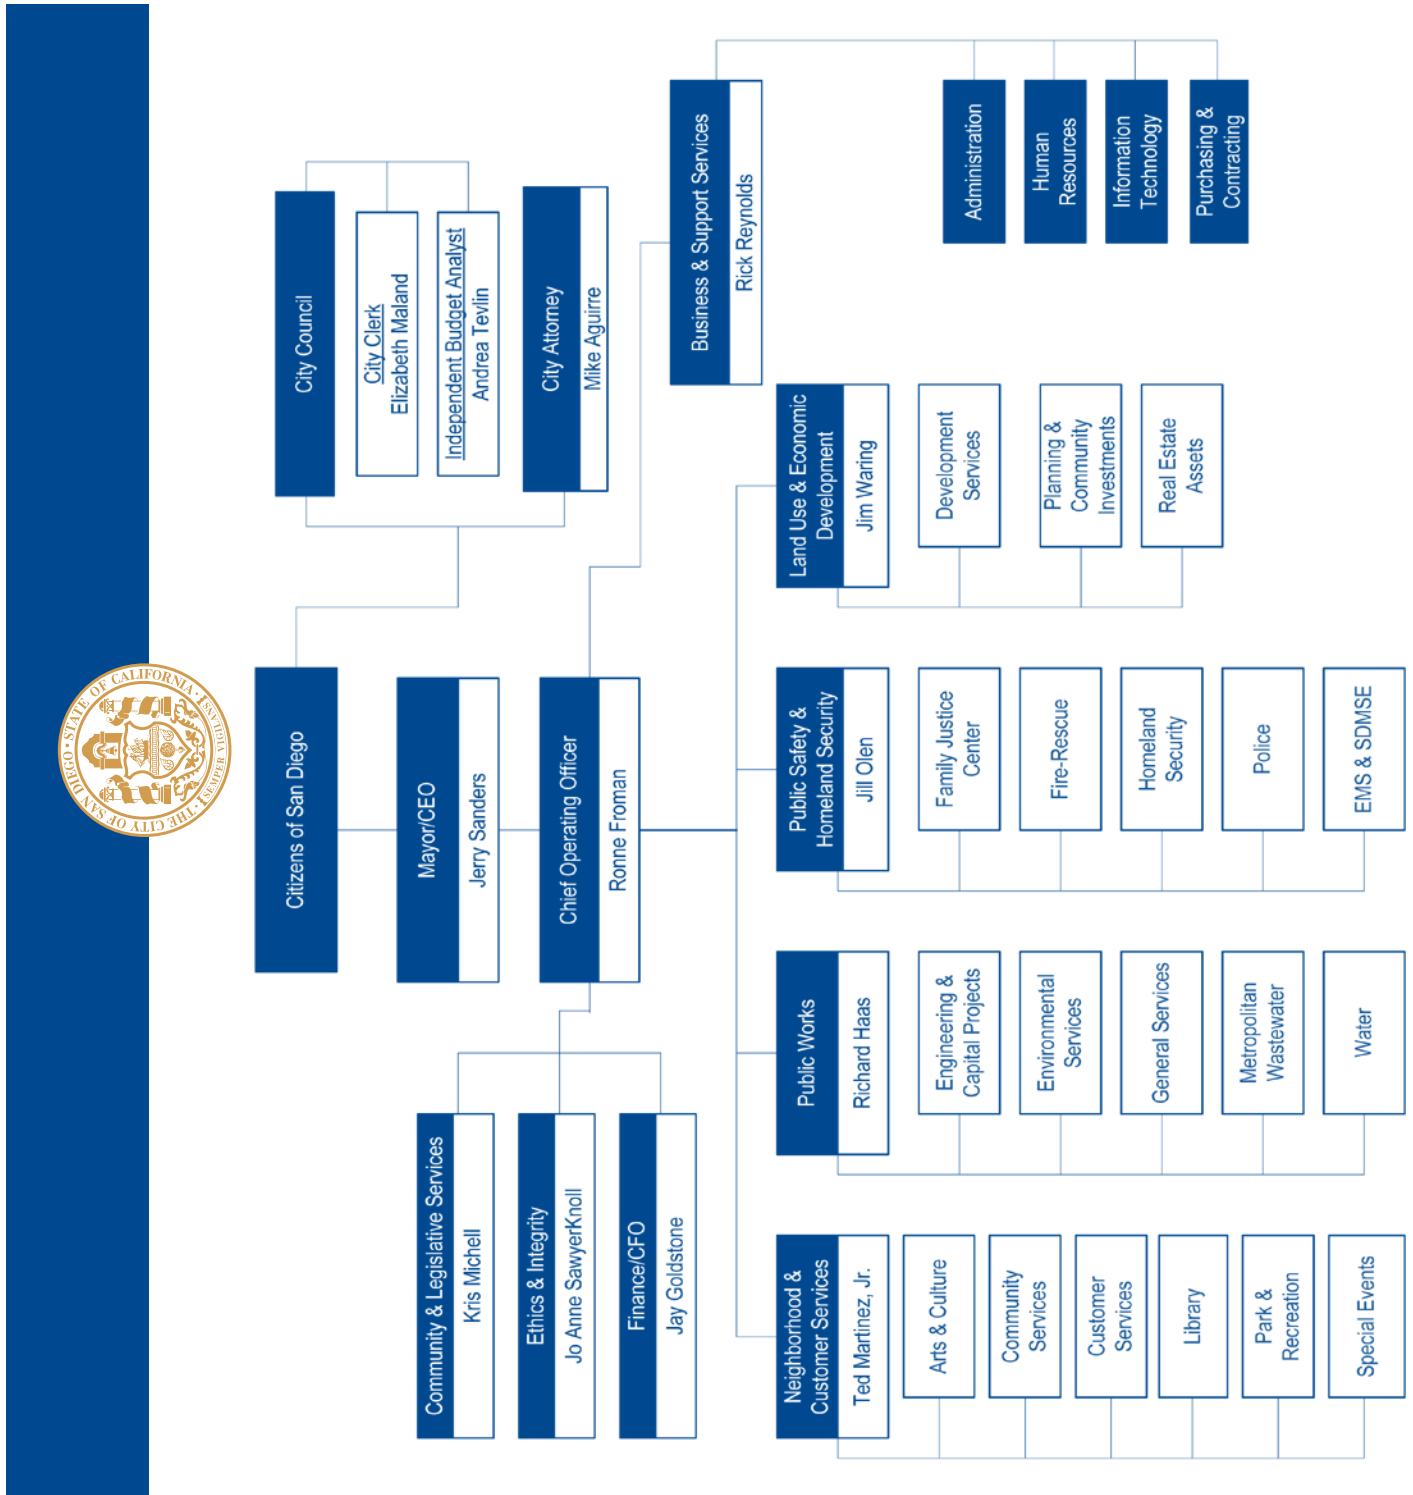 THE CITY OF SAN DIEGO • STATE OF CALIFORNIA •
SEMPER VIGILANS
Citizens of San Diego
City Council
City Clerk
Elizabeth Maland
Independent Budget Analyst
Andrea Tevlin
City Attorney
Mike Aguirre
Mayor/CEO
Jerry Sanders
Chief Operating Officer
Ronne Froman
Community & Legislative Services
Kris Michell
Ethics & Integrity
Jo Anne SawyerKnoll
Finance/CFO
Jay Goldstone
Business & Support Services
Rick Reynolds
Administration
Human
Resources
Information
Technology
Purchasing &
Contracting
Neighborhood &
Customer Services
Ted Martinez, Jr.
Arts & Culture
Community
Services
Customer
Services
Library
Park &
Recreation
Special Events
Public Works
Richard Haas
Engineering &
Capital Projects
Environmental
Services
General Services
Metropolitan
Wastewater
Water
Public Safety &
Homeland Security
Jill Olen
Family Justice
Center
Fire-Rescue
Homeland
Security
Police
EMS & SDMSE
Land Use & Economic
Development
Jim Waring
Development
Services
Planning &
Community
Investments
Real Estate
Assets